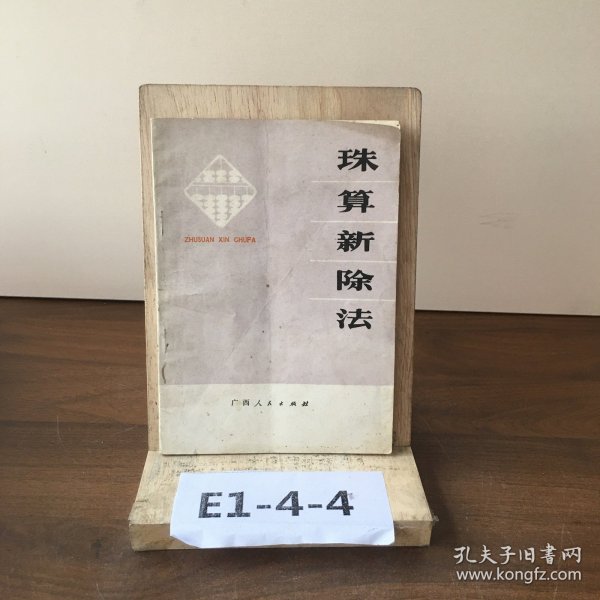 珠算新除法
ZHUSUAN XIN CHUFA
广西人民出版社
E1-4-4
孔夫子旧书网
www.kongfz.com